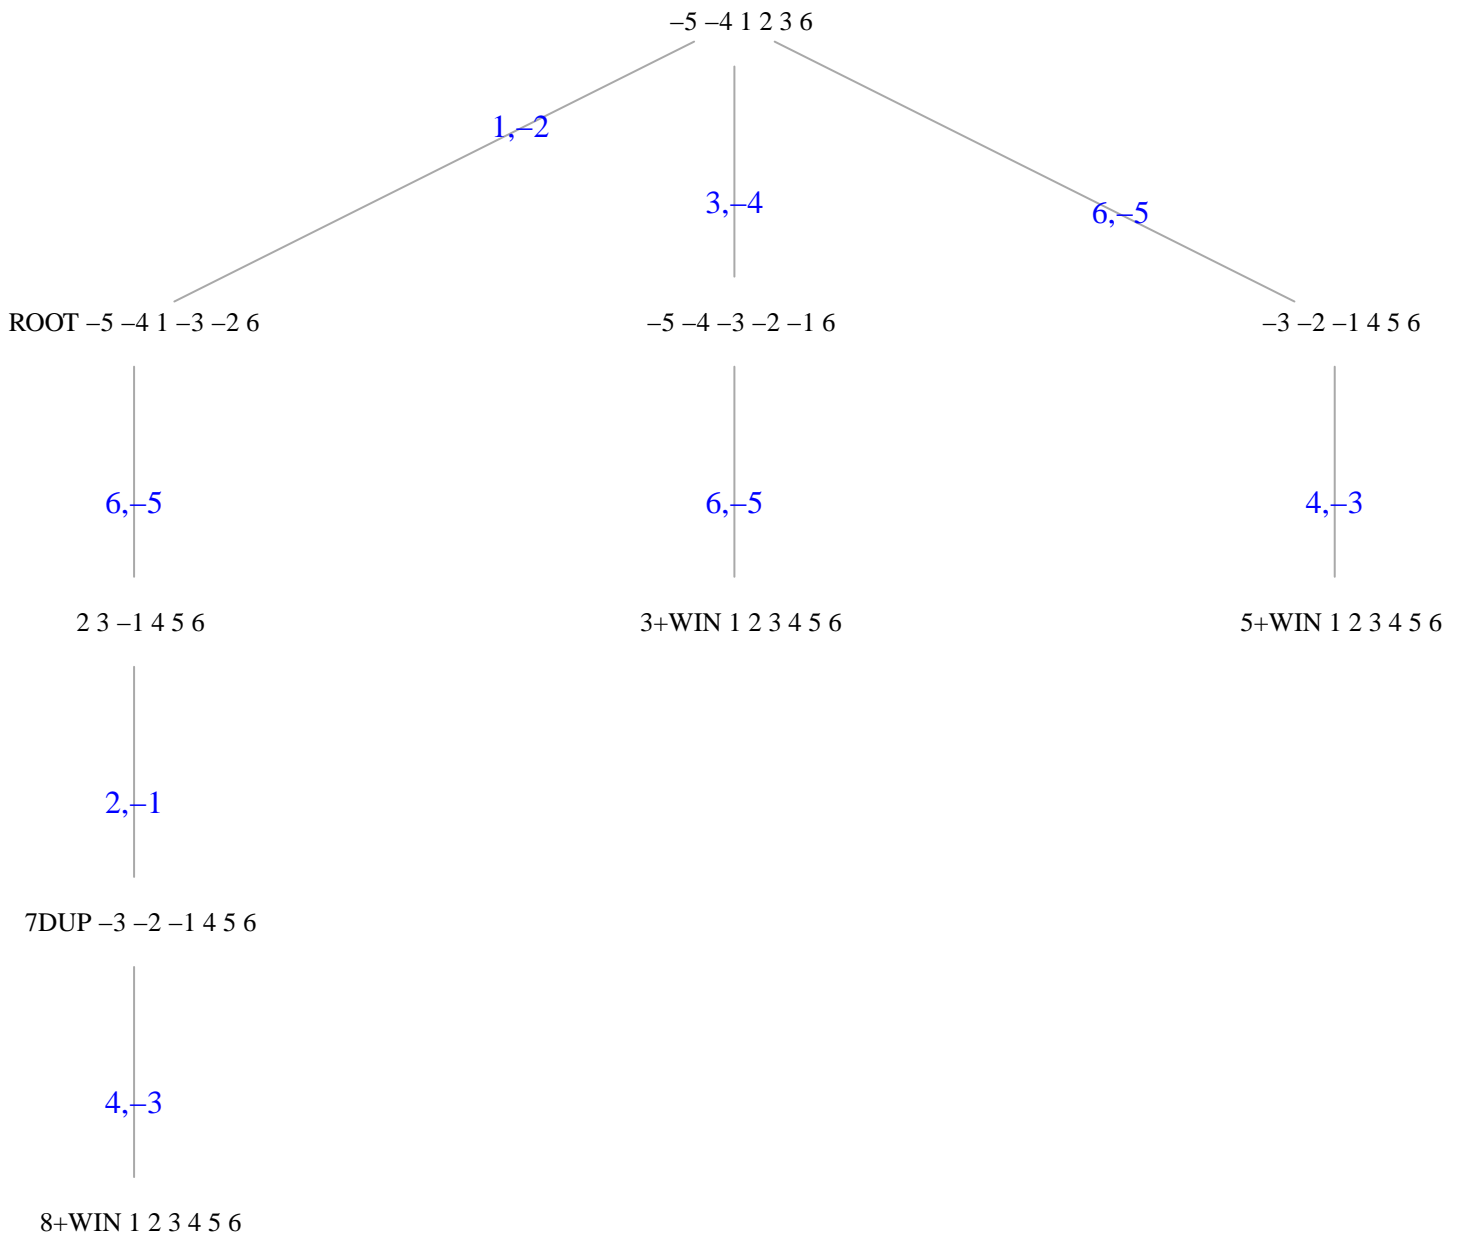 –5 –4 1 2 3 6
1,–2
3,–4
6,–5
ROOT –5 –4 1 –3 –2 6
–5 –4 –3 –2 –1 6
–3 –2 –1 4 5 6
6,–5
6,–5
4,–3
2 3 –1 4 5 6
3+WIN 1 2 3 4 5 6
5+WIN 1 2 3 4 5 6
2,–1
7DUP –3 –2 –1 4 5 6
4,–3
8+WIN 1 2 3 4 5 6